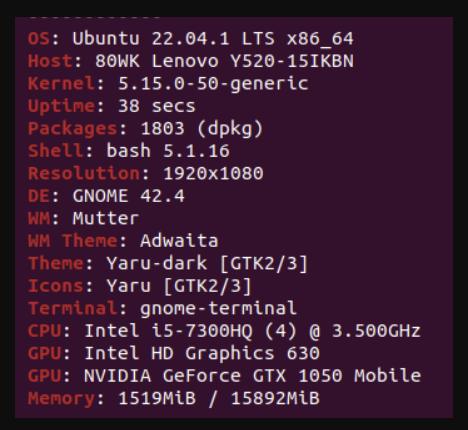 OS: Ubuntu 22.04.1 LTS x86_64
Host: 80WK Lenovo Y520-15IKBN
Kernel: 5.15.0-50-generic
Uptime: 38 secs
Packages: 1803 (dpkg)
Shell: bash 5.1.16
Resolution: 1920x1080
DE: GNOME 42.4
WM: Mutter
WM Theme: Adwaita
Theme: Yaru-dark [GTK2/3]
Icons: Yaru [GTK2/3]
Terminal: gnome-terminal
CPU: Intel i5-7300HQ (4) @ 3.500GHz
GPU: Intel HD Graphics 630
GPU: NVIDIA GeForce GTX 1050 Mobile
Memory: 1519MiB / 15892MiB